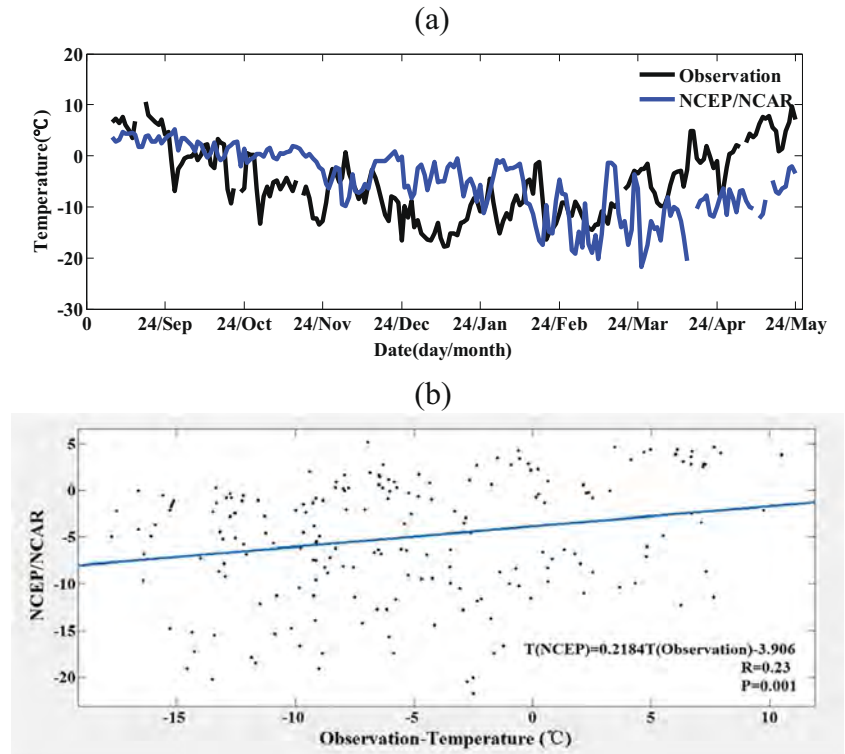 (a)
Temperature(℃)
20
10
0
-10
-20
-30
Observation
NCEP/NCAR
0 24/Sep 24/Oct 24/Nov 24/Dec 24/Jan 24/Feb 24/Mar 24/Apr 24/May
Date(day/month)
(b)
NCEP/NCAR
5
0
-5
-10
-15
-20
T(NCEP)=0.2184T(Observation)-3.906
R=0.23
P=0.001
-15 -10 -5 0 5 10
Observation-Temperature (℃)